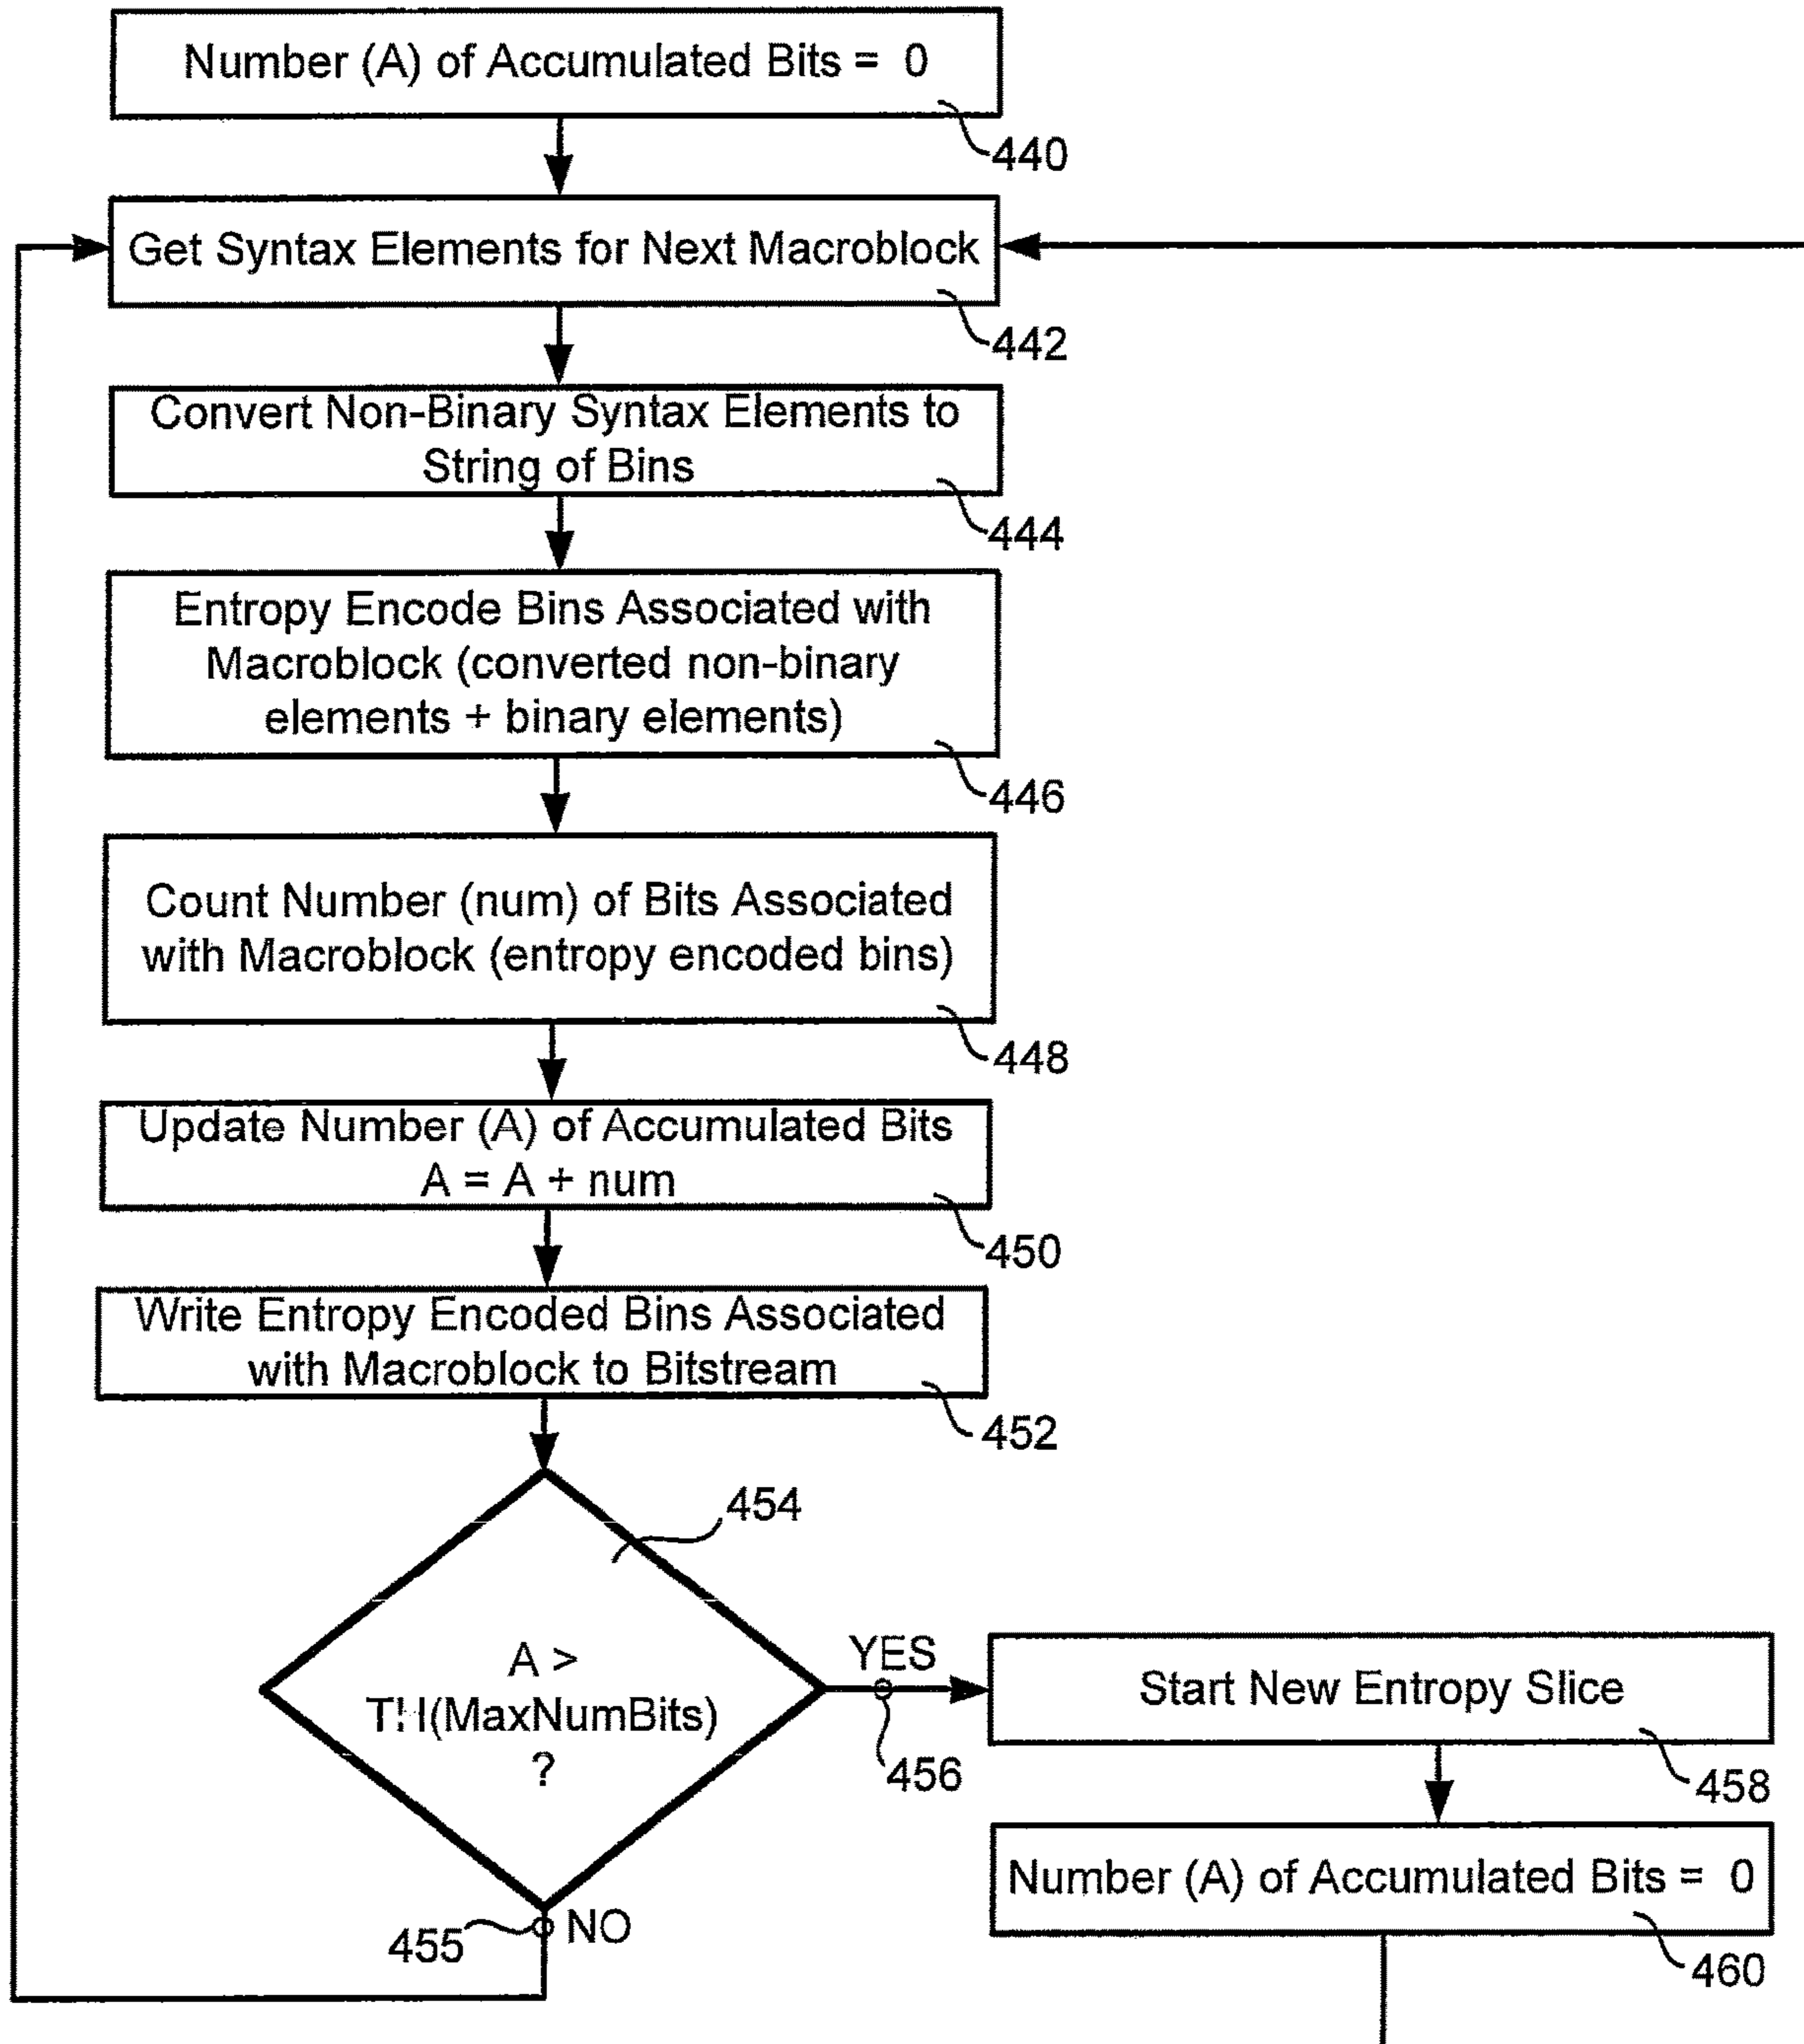 Number (A) of Accumulated Bits = 0
440
Get Syntax Elements for Next Macroblock
442
Convert Non-Binary Syntax Elements to
String of Bins
444
Entropy Encode Bins Associated with
Macroblock (converted non-binary
elements + binary elements)
446
Count Number (num) of Bits Associated
with Macroblock (entropy encoded bins)
448
Update Number (A) of Accumulated Bits
A = A + num
450
Write Entropy Encoded Bins Associated
with Macroblock to Bitstream
452
454
A >
TH(MaxNumBits)
?
YES
456
455
NO
Start New Entropy Slice
458
Number (A) of Accumulated Bits = 0
460